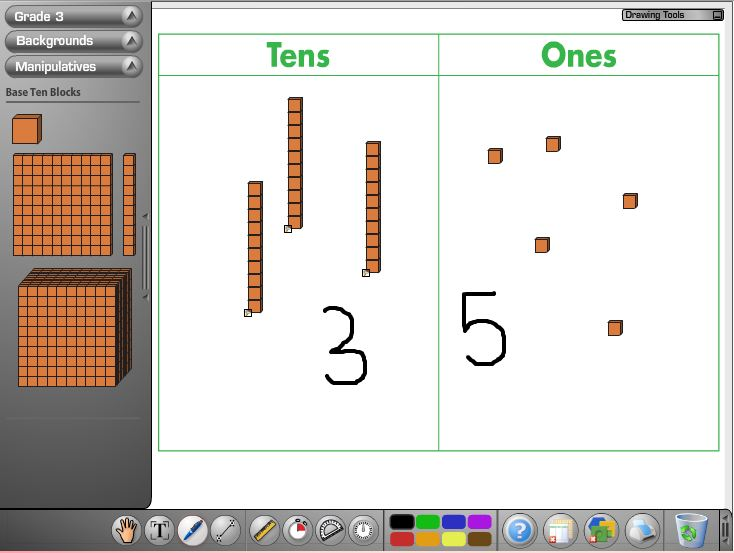 Grade 3
Drawing Tools
Backgrounds
Manipulatives
Base Ten Blocks
Tens
Ones
3
5
T
?